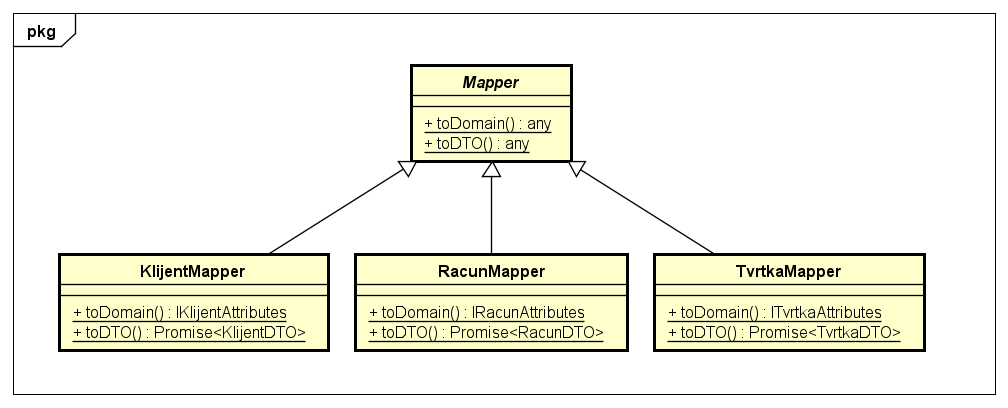 pkg
Mapper
+ toDomain() : any
+ toDTO() : any
KlijentMapper
+ toDomain() : IKlijentAttributes
+ toDTO() : Promise<KlijentDTO>
RacunMapper
+ toDomain() : IRacunAttributes
+ toDTO() : Promise<RacunDTO>
TvrtkaMapper
+ toDomain() : ITvrtkaAttributes
+ toDTO() : Promise<TvrtkaDTO>